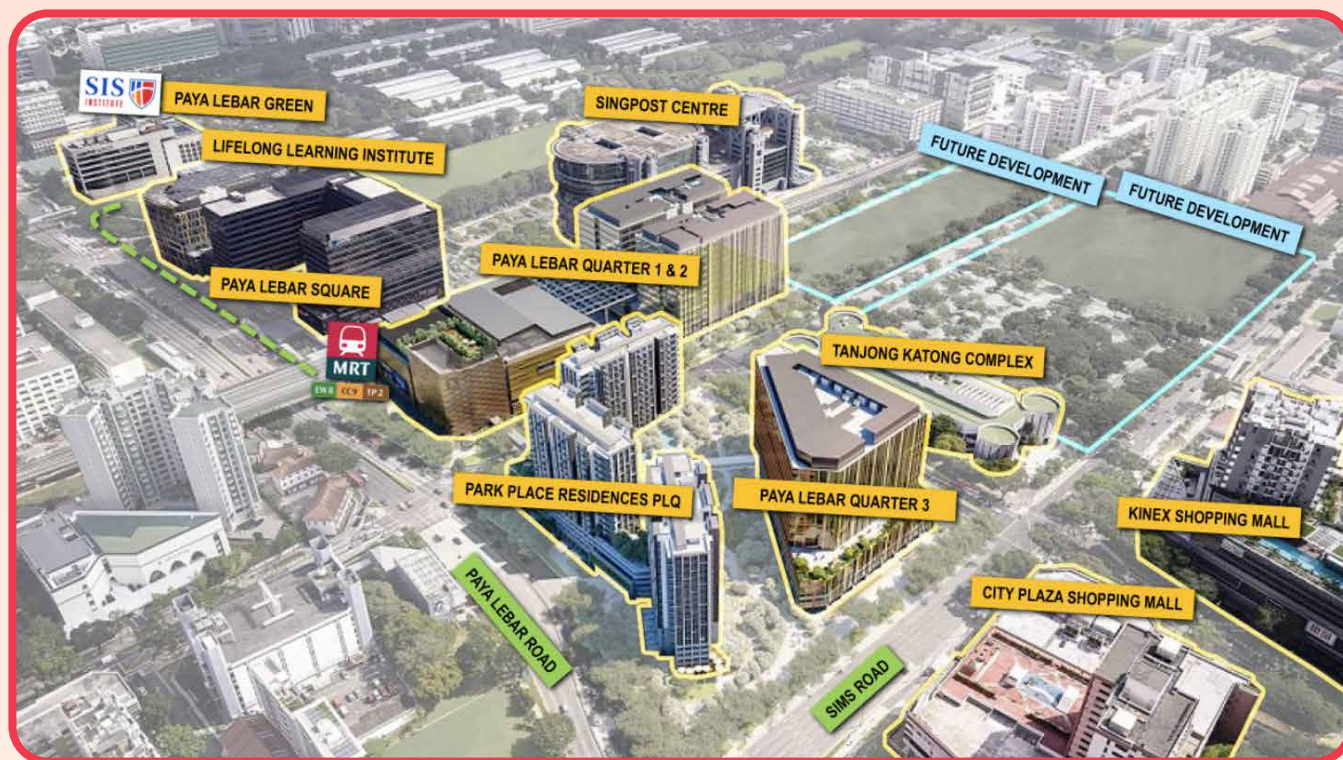 SIS
INSTITUTE
PAYA LEBAR GREEN
SINGPOST CENTRE
LIFELONG LEARNING INSTITUTE
FUTURE DEVELOPMENT
FUTURE DEVELOPMENT
PAYA LEBAR QUARTER 1 & 2
PAYA LEBAR SQUARE
MRT
EW 8 CC 9 TP 2
TANJONG KATONG COMPLEX
PARK PLACE RESIDENCES PLQ
PAYA LEBAR QUARTER 3
KINEX SHOPPING MALL
CITY PLAZA SHOPPING MALL
PAYA LEBAR ROAD
SIMS ROAD